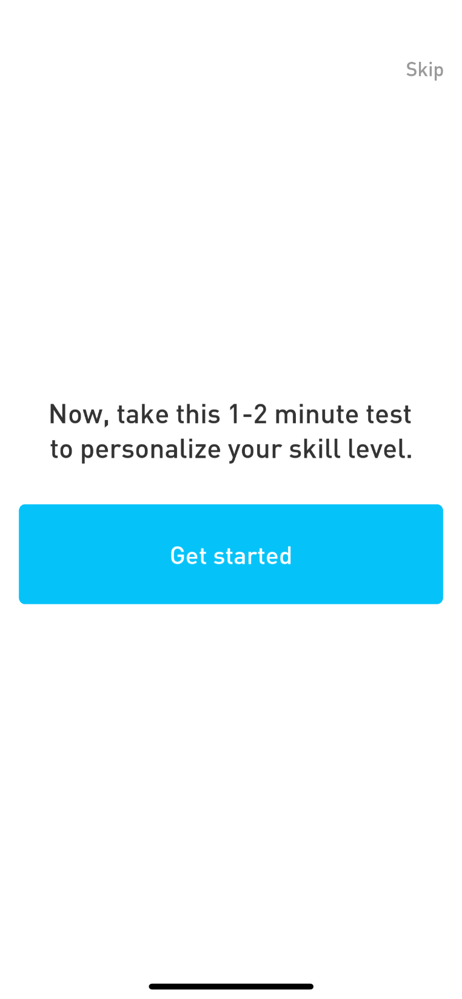 Skip
Now, take this 1-2 minute test
to personalize your skill level.
Get started